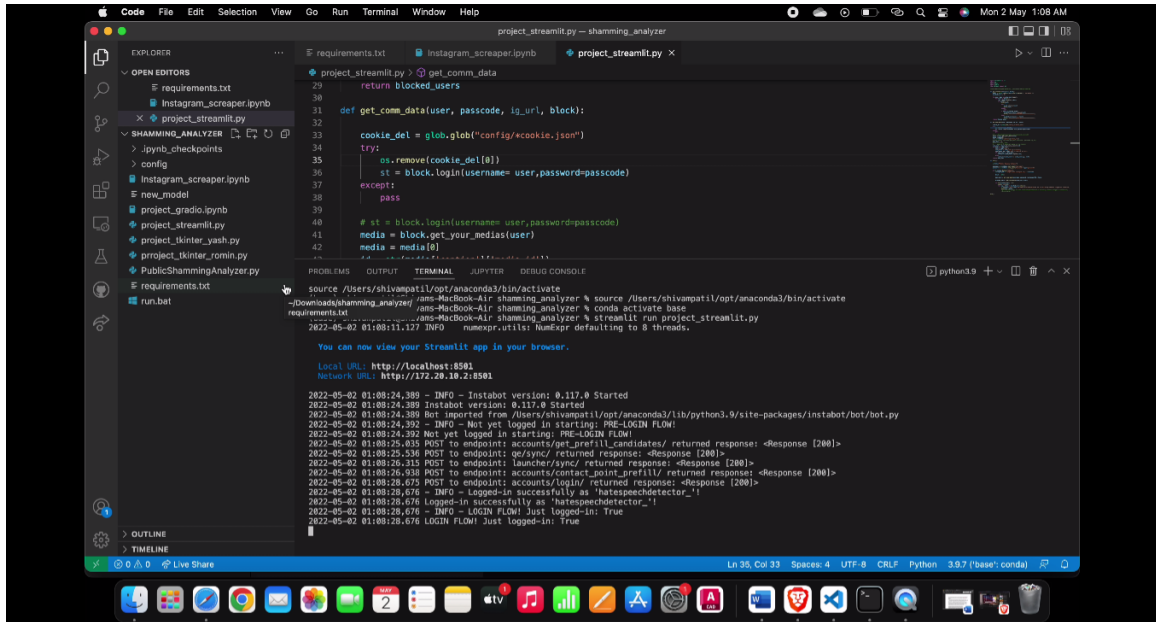 Code File Edit Selection View Go Run Terminal Window Help Mon 2 May 1:08 AM
project_streamlit.py — shamming_analyzer
EXPLORER
OPEN EDITORS
requirements.txt
Instagram_screaper.ipynb
project_streamlit.py
SHAMMING_ANALYZER
.ipynb_checkpoints
config
Instagram_screaper.ipynb
new_model
project_gradio.ipynb
project_streamlit.py
project_tkinter_yash.py
prroject_tkinter_romin.py
PublicShammingAnalyzer.py
requirements.txt
run.bat
OUTLINE
TIMELINE
requirements.txt Instagram_screaper.ipynb project_streamlit.py
project_streamlit.py > get_comm_data
29 return blocked_users
30
31 def get_comm_data(user, passcode, ig_url, block):
32
33 cookie_del = glob.glob("config/*cookie.json")
34 try:
35 os.remove(cookie_del[0])
36 st = block.login(username= user,password=passcode)
37 except:
38 pass
39
40 # st = block.login(username= user,password=passcode)
41 media = block.get_your_medias(user)
42 media = media[0]
PROBLEMS OUTPUT TERMINAL JUPYTER DEBUG CONSOLE python3.9
source /Users/shivampatil/opt/anaconda3/bin/activate
vams-MacBook-Air shamming_analyzer % source /Users/shivampatil/opt/anaconda3/bin/activate
vams-MacBook-Air shamming_analyzer % conda activate base
vams-MacBook-Air shamming_analyzer % streamlit run project_streamlit.py
~/Downloads/shamming_analyzer/
requirements.txt
2022-05-02 01:08:11.127 INFO numexpr.utils: NumExpr defaulting to 8 threads.
You can now view your Streamlit app in your browser.
Local URL: http://localhost:8501
Network URL: http://172.20.10.2:8501
2022-05-02 01:08:24,389 - INFO - Instabot version: 0.117.0 Started
2022-05-02 01:08:24.389 Instabot version: 0.117.0 Started
2022-05-02 01:08:24.389 Bot imported from /Users/shivampatil/opt/anaconda3/lib/python3.9/site-packages/instabot/bot/bot.py
2022-05-02 01:08:24,392 - INFO - Not yet logged in starting: PRE-LOGIN FLOW!
2022-05-02 01:08:24.392 Not yet logged in starting: PRE-LOGIN FLOW!
2022-05-02 01:08:25.035 POST to endpoint: accounts/get_prefill_candidates/ returned response: <Response [200]>
2022-05-02 01:08:25.536 POST to endpoint: qe/sync/ returned response: <Response [200]>
2022-05-02 01:08:26.315 POST to endpoint: launcher/sync/ returned response: <Response [200]>
2022-05-02 01:08:26.938 POST to endpoint: accounts/contact_point_prefill/ returned response: <Response [200]>
2022-05-02 01:08:28.675 POST to endpoint: accounts/login/ returned response: <Response [200]>
2022-05-02 01:08:28,676 - INFO - Logged-in successfully as 'hatespeechdetector_'!
2022-05-02 01:08:28.676 Logged-in successfully as 'hatespeechdetector_'!
2022-05-02 01:08:28,676 - INFO - LOGIN FLOW! Just logged-in: True
2022-05-02 01:08:28.676 LOGIN FLOW! Just logged-in: True
0 0 Live Share Ln 35, Col 33 Spaces: 4 UTF-8 CRLF Python 3.9.7 ('base': conda)
MAY
2
tv
1
1